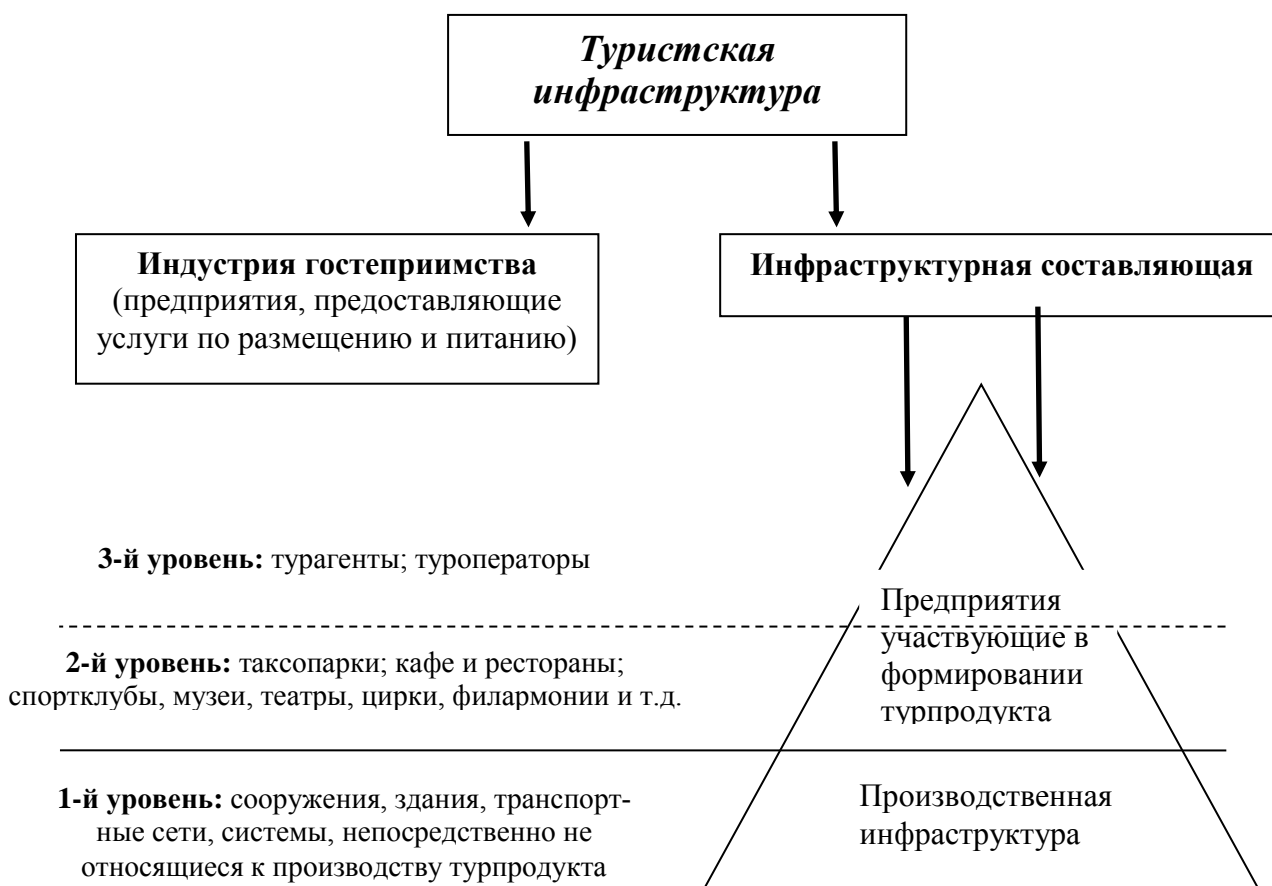 Туристская
инфраструктура
Индустрия гостеприимства
(предприятия, предоставляющие
услуги по размещению и питанию)
Инфраструктурная составляющая
3-й уровень: турагенты; туроператоры
Предприятия
участвующие в
формировании
турпродукта
2-й уровень: таксопарки; кафе и рестораны;
спортклубы, музеи, театры, цирки, филармонии и т.д.
1-й уровень: сооружения, здания, транспорт-
ные сети, системы, непосредственно не
относящиеся к производству турпродукта
Производственная
инфраструктура